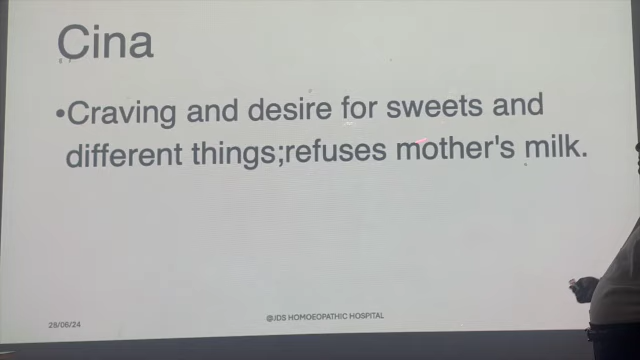 Cina
•Craving and desire for sweets and
different things;refuses mother's milk.
28/06/24
@JDS HOMOEOPATHIC HOSPITAL